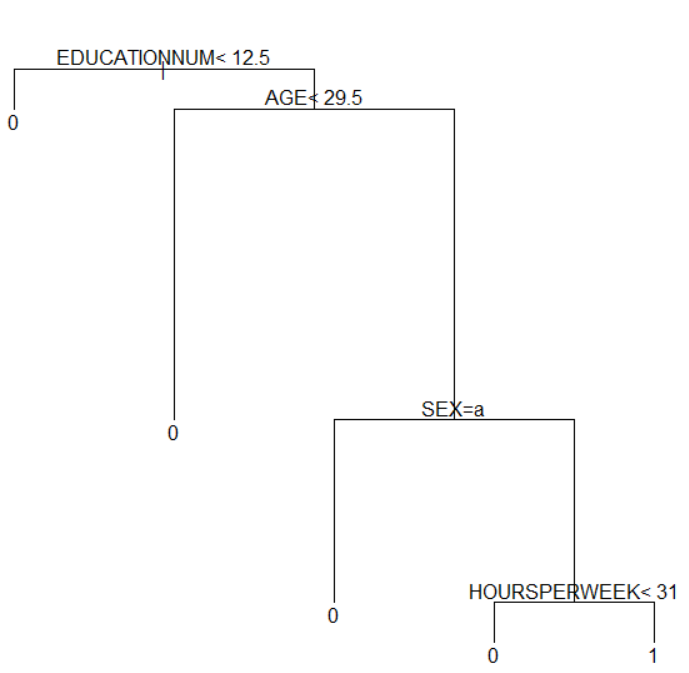 EDUCATIONNUM< 12.5
AGE< 29.5
0
SEX=a
0
HOURSPERWEEK< 31
0
0 1